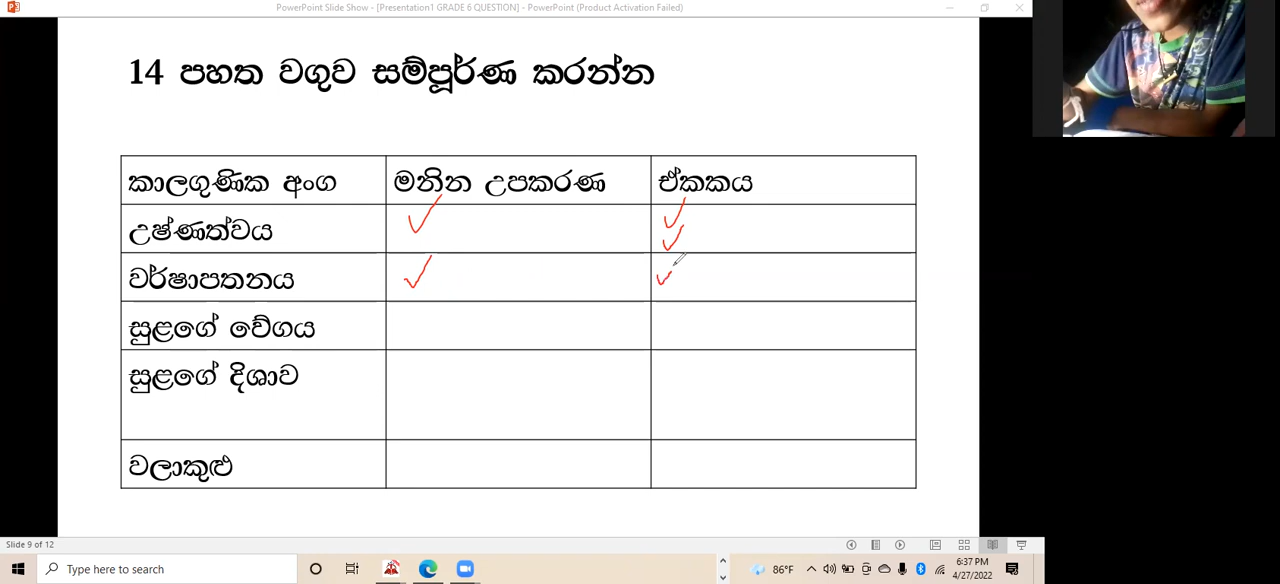 PowerPoint Slide Show - [Presentation1 GRADE 6 QUESTION] - PowerPoint (Product Activation Failed)
14 පහත වගුව සම්පූර්ණ කරන්න
කාලගුණික අංග මනින උපකරණ ඒකකය
උෂ්ණත්වය
වර්ෂාපතනය
සුළගේ වේගය
සුළගේ දිශාව
වලාකුළු
Slide 9 of 12
Type here to search
86°F
6:37 PM
4/27/2022